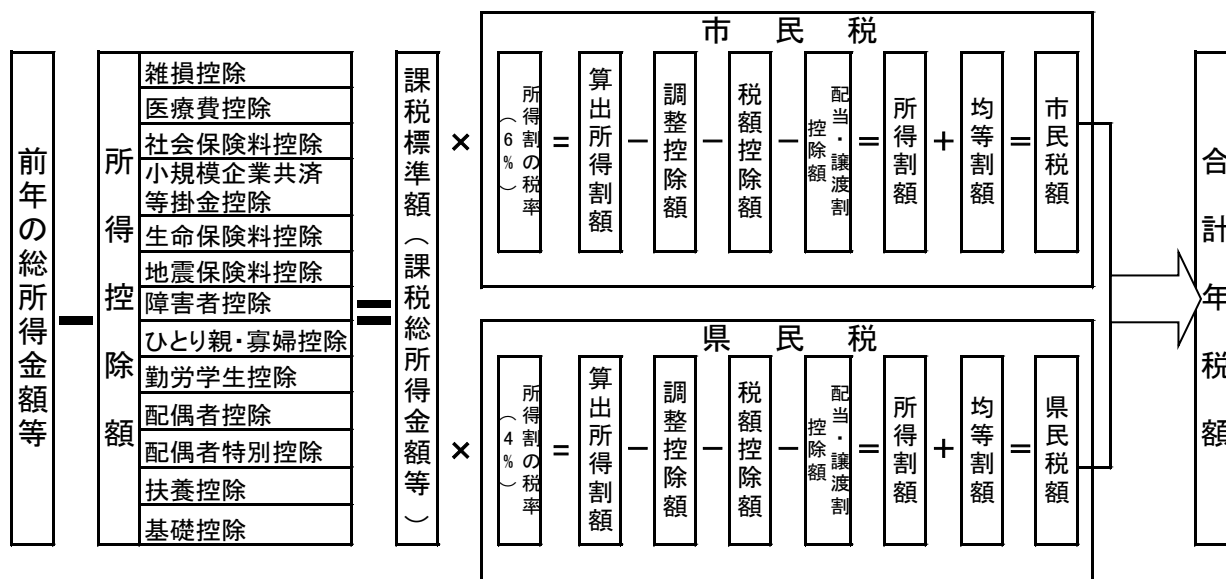 前年の総所得金額等
－
所得控除額
雑損控除
医療費控除
社会保険料控除
小規模企業共済
等掛金控除
生命保険料控除
地震保険料控除
障害者控除
ひとり親・寡婦控除
勤労学生控除
配偶者控除
配偶者特別控除
扶養控除
基礎控除
＝
課税標準額（課税総所得金額等）
市民税
×
所得割の税率
（6%）
＝
算出所得割額
－
調整控除額
－
税額控除額
－
配当・譲渡割
控除額
＝
所得割額
＋
均等割額
＝
市民税額
県民税
×
所得割の税率
（4%）
＝
算出所得割額
－
調整控除額
－
税額控除額
－
配当・譲渡割
控除額
＝
所得割額
＋
均等割額
＝
県民税額
合計年税額